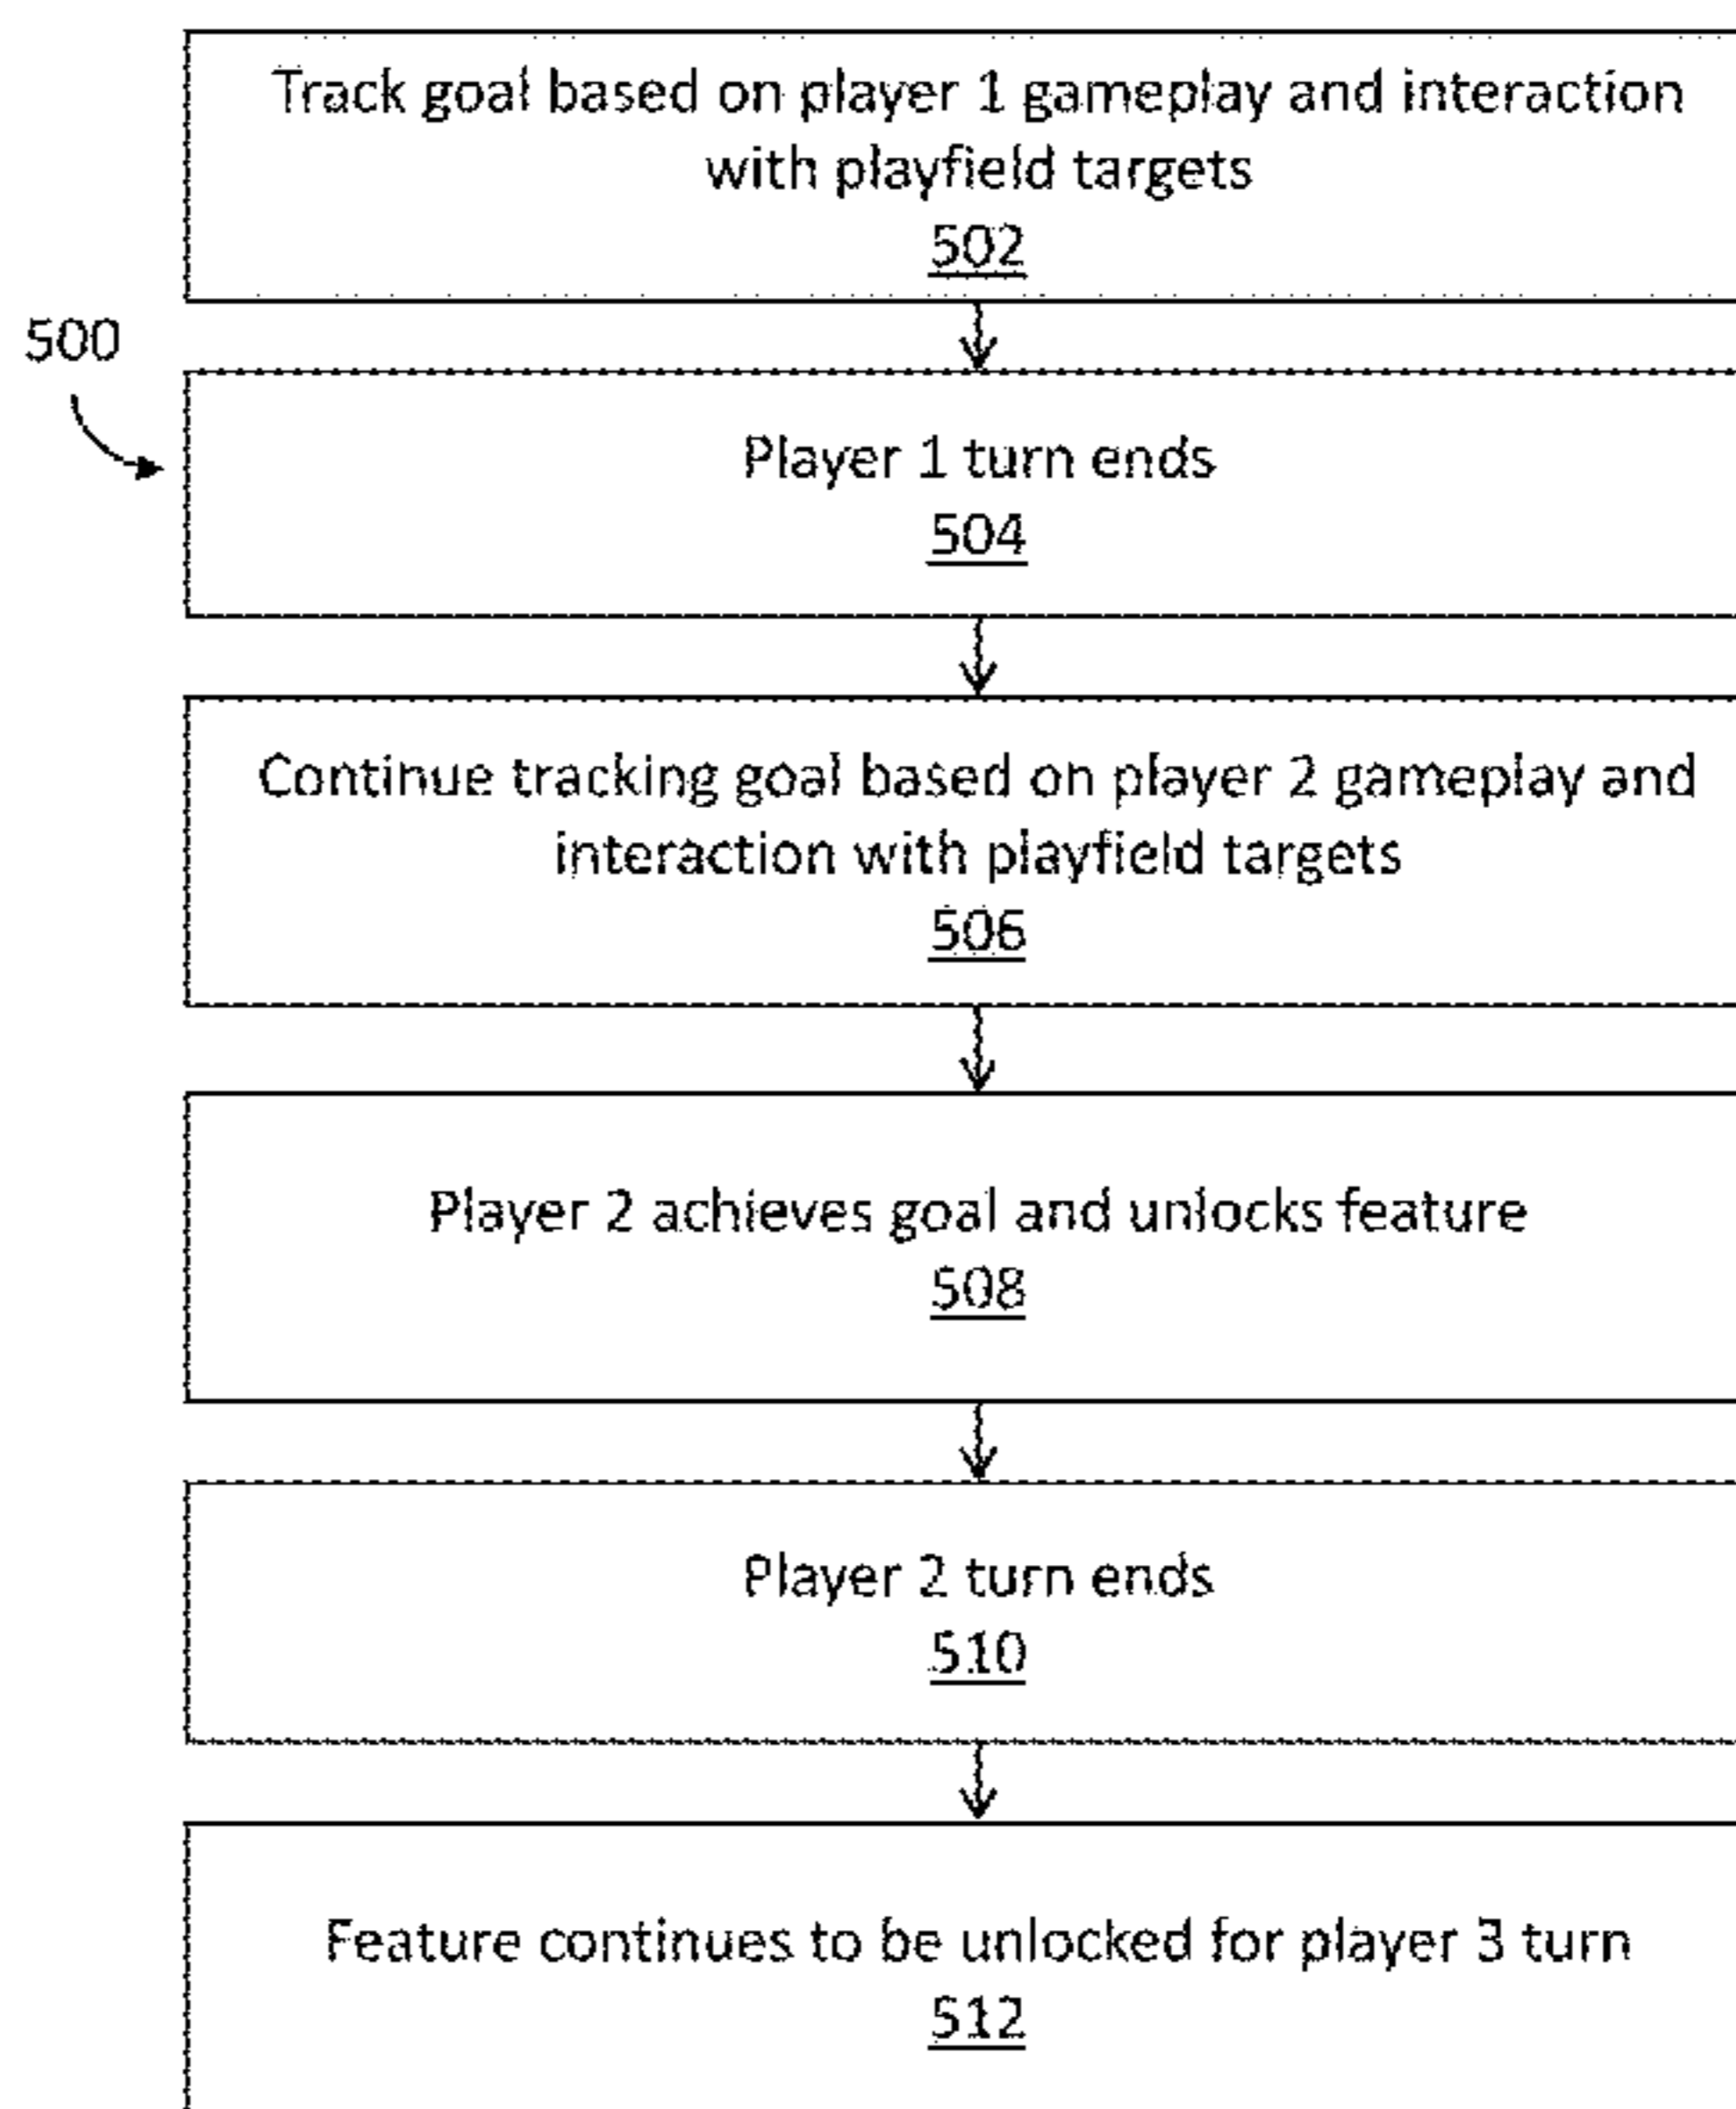 Track goal based on player 1 gameplay and interaction
with playfield targets
502
500
Player 1 turn ends
504
Continue tracking goal based on player 2 gameplay and
interaction with playfield targets
506
Player 2 achieves goal and unlocks feature
508
Player 2 turn ends
510
Feature continues to be unlocked for player 3 turn
512